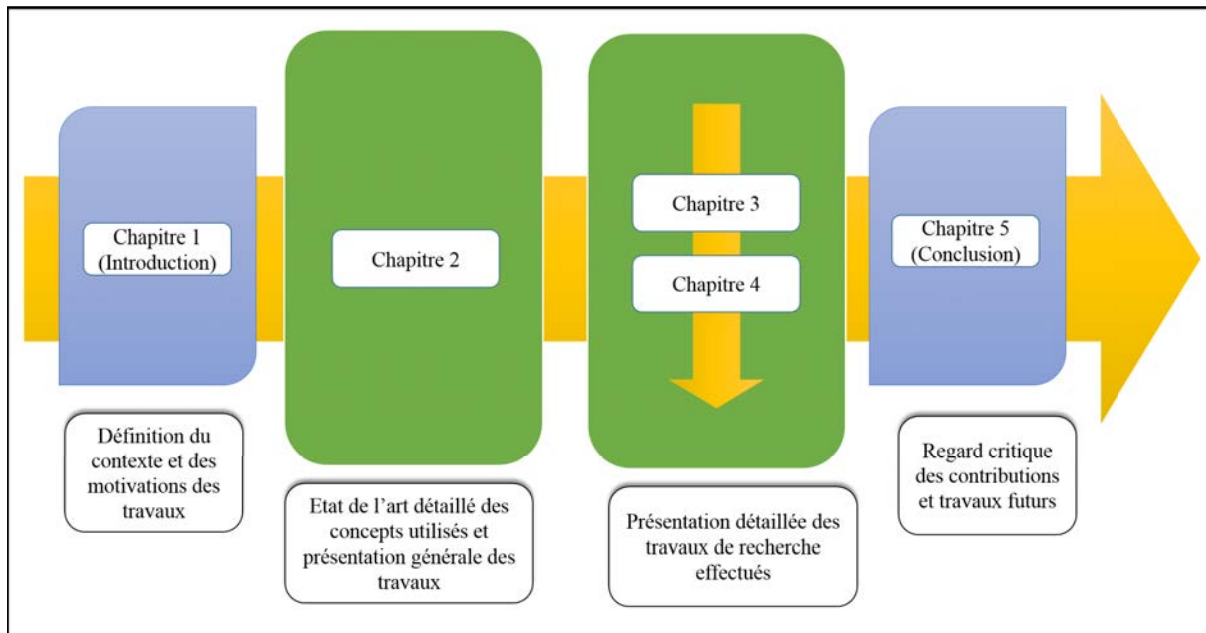 Chapitre 1
(Introduction)
Chapitre 2
Chapitre 3
Chapitre 4
Chapitre 5
(Conclusion)
Définition du
contexte et des
motivations des
travaux
Etat de l'art détaillé des
concepts utilisés et
présentation générale des
travaux
Présentation détaillée des
travaux de recherche
effectués
Regard critique
des contributions
et travaux futurs